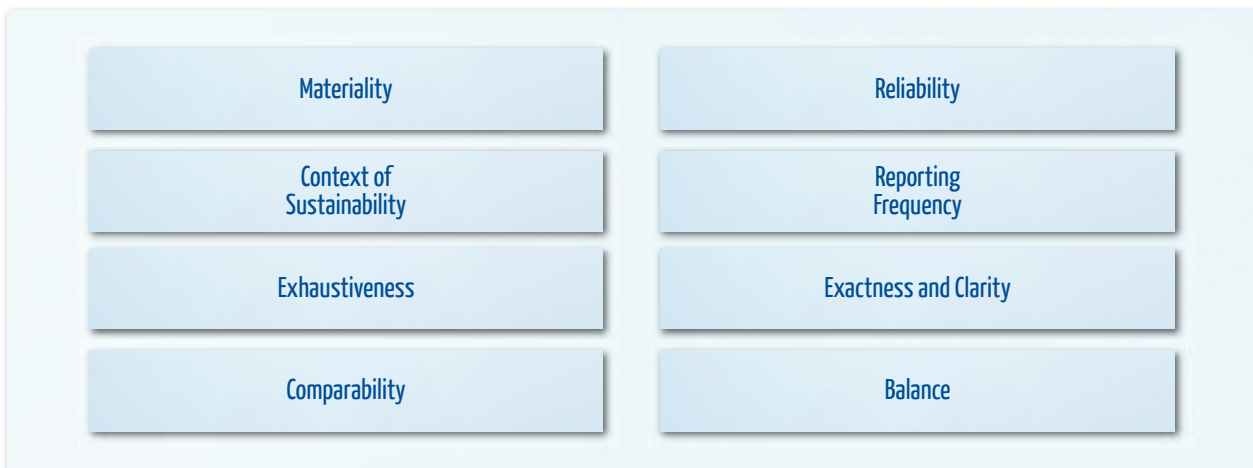 Materiality
Reliability
Context of
Sustainability
Reporting
Frequency
Exhaustiveness
Exactness and Clarity
Comparability
Balance